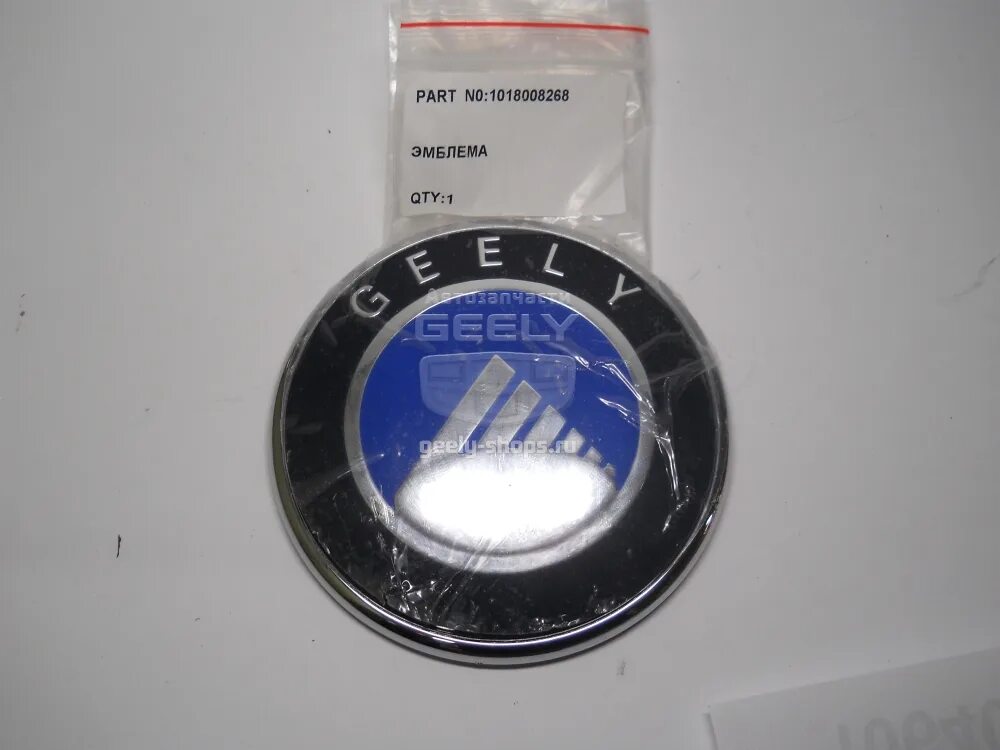 PART N0:1018008268
ЭМБЛЕМА
QTY:1
GEELY
Автозапчасти
GEELY
geely-shops.ru